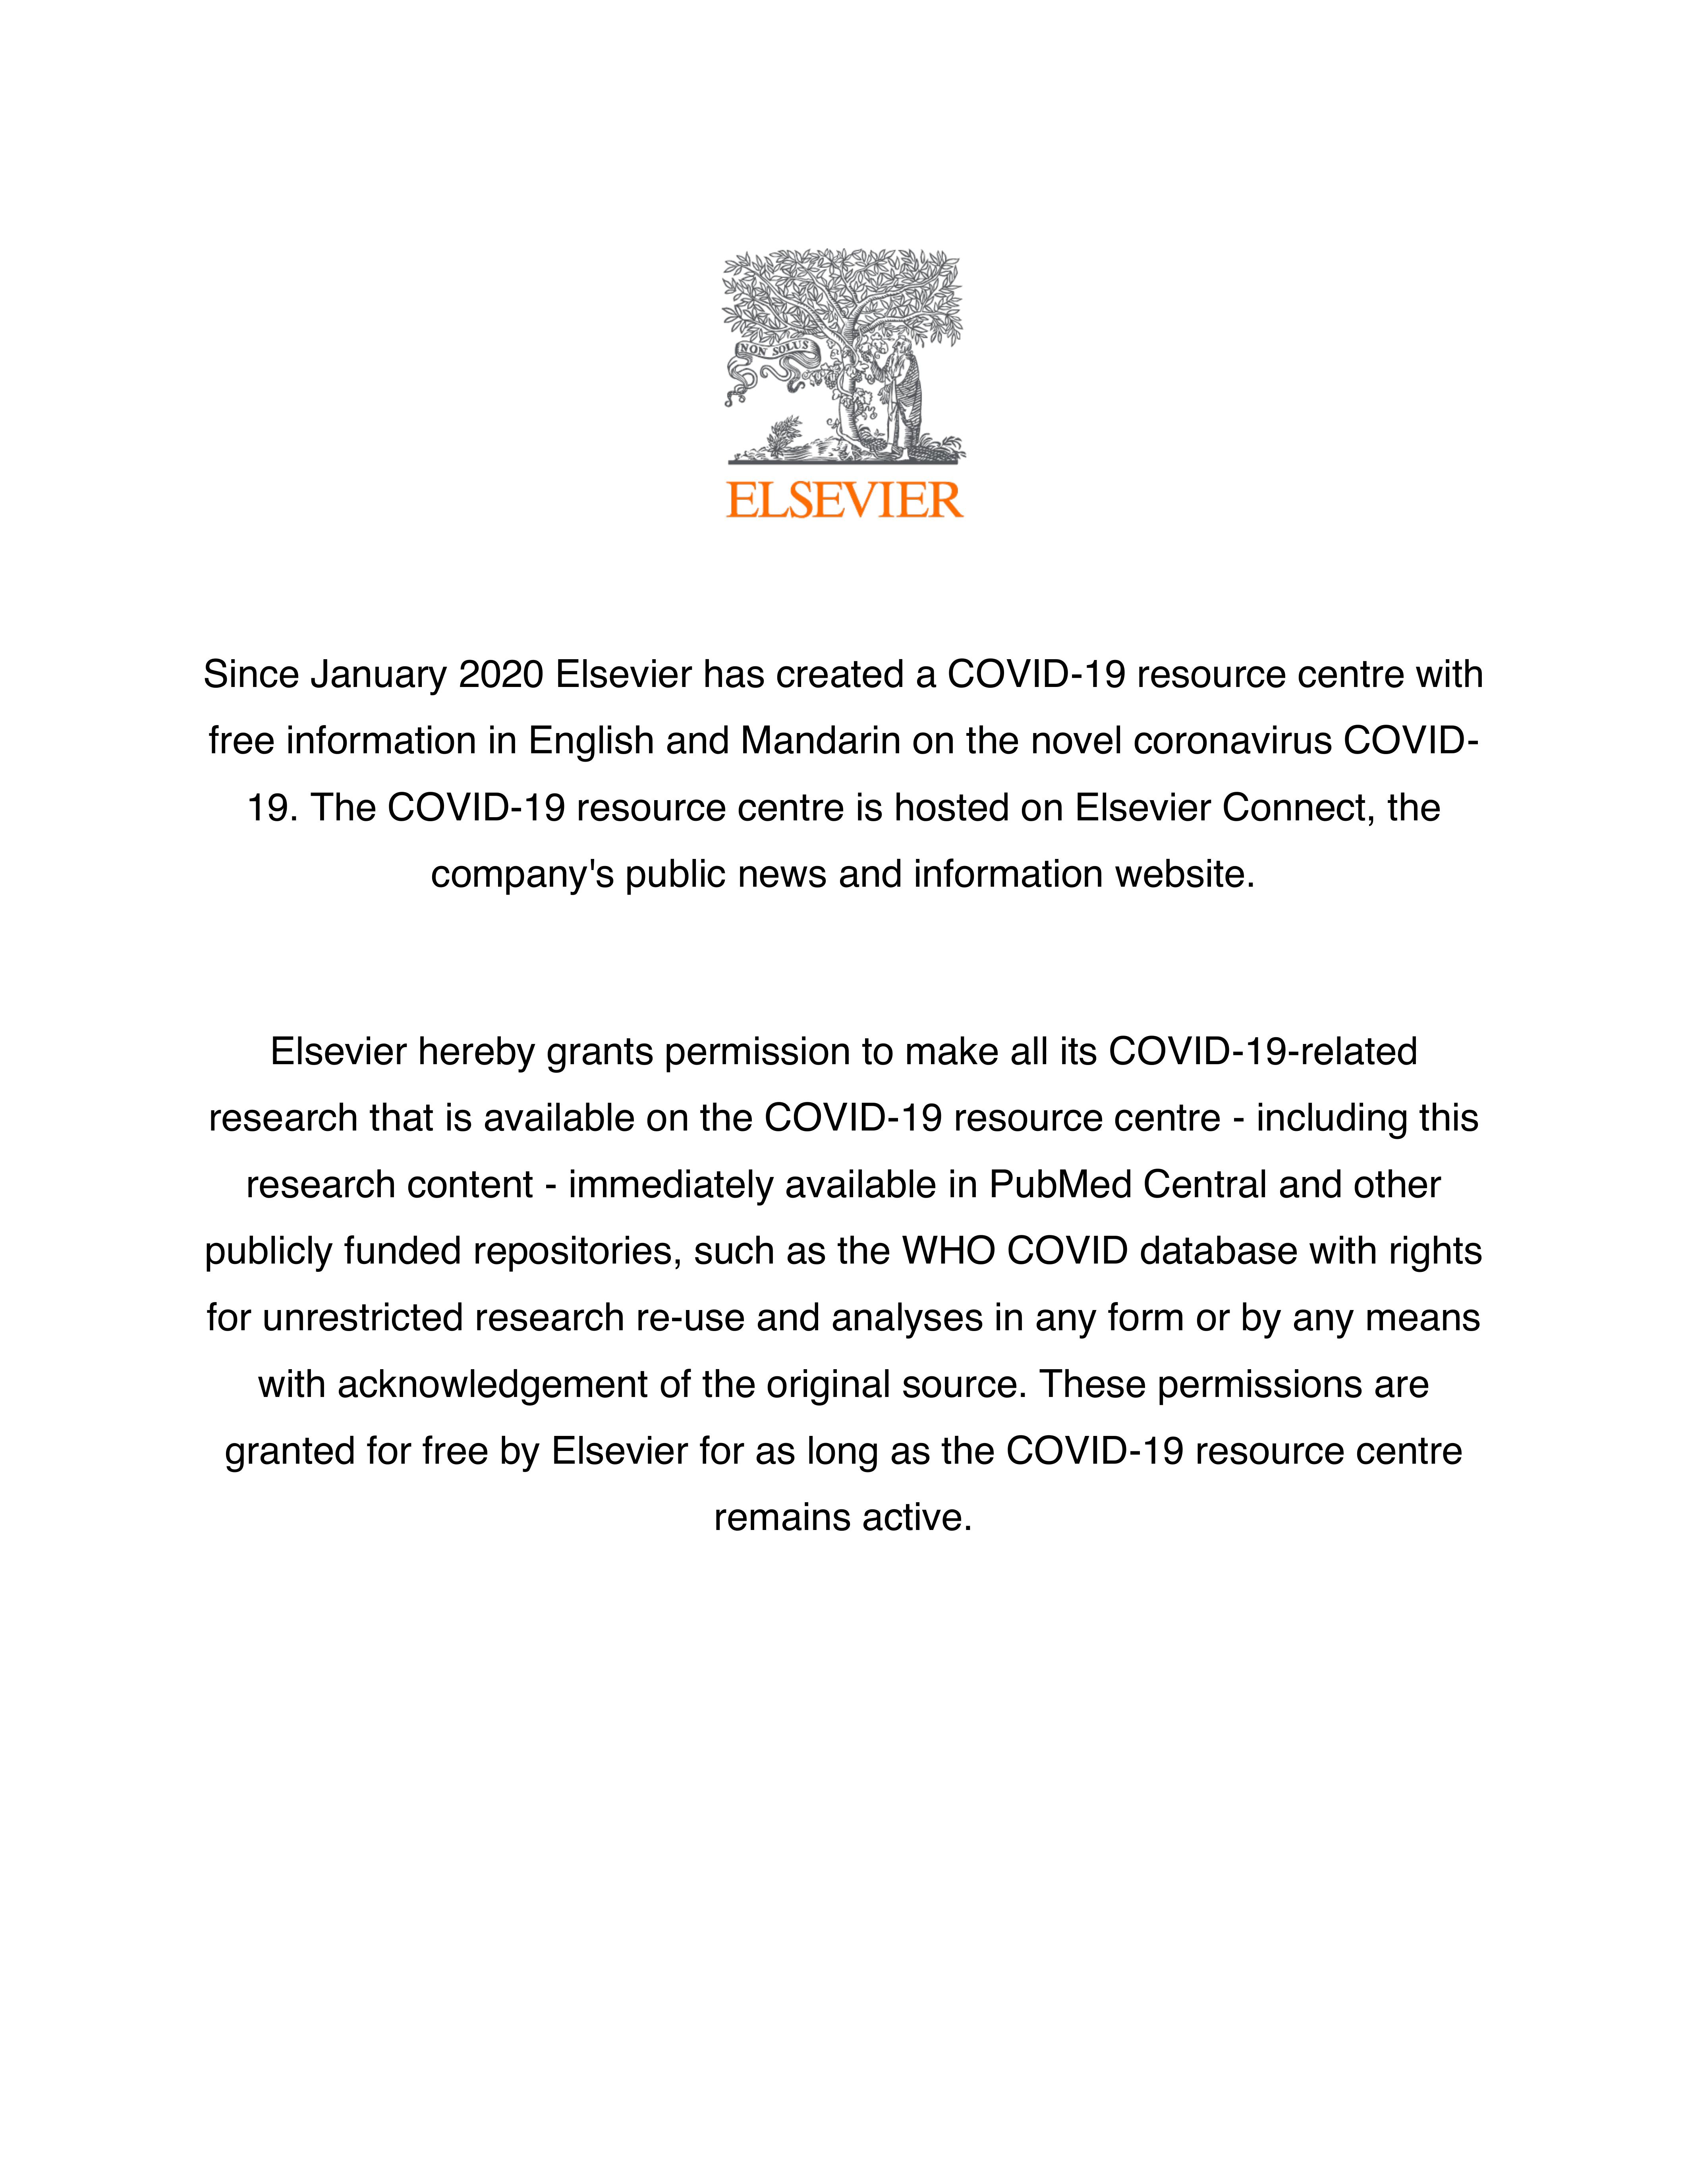 NON SOLUS
ELSEVIER
Since January 2020 Elsevier has created a COVID-19 resource centre with
free information in English and Mandarin on the novel coronavirus COVID-
19. The COVID-19 resource centre is hosted on Elsevier Connect, the
company's public news and information website.
Elsevier hereby grants permission to make all its COVID-19-related
research that is available on the COVID-19 resource centre - including this
research content - immediately available in PubMed Central and other
publicly funded repositories, such as the WHO COVID database with rights
for unrestricted research re-use and analyses in any form or by any means
with acknowledgement of the original source. These permissions are
granted for free by Elsevier for as long as the COVID-19 resource centre
remains active.